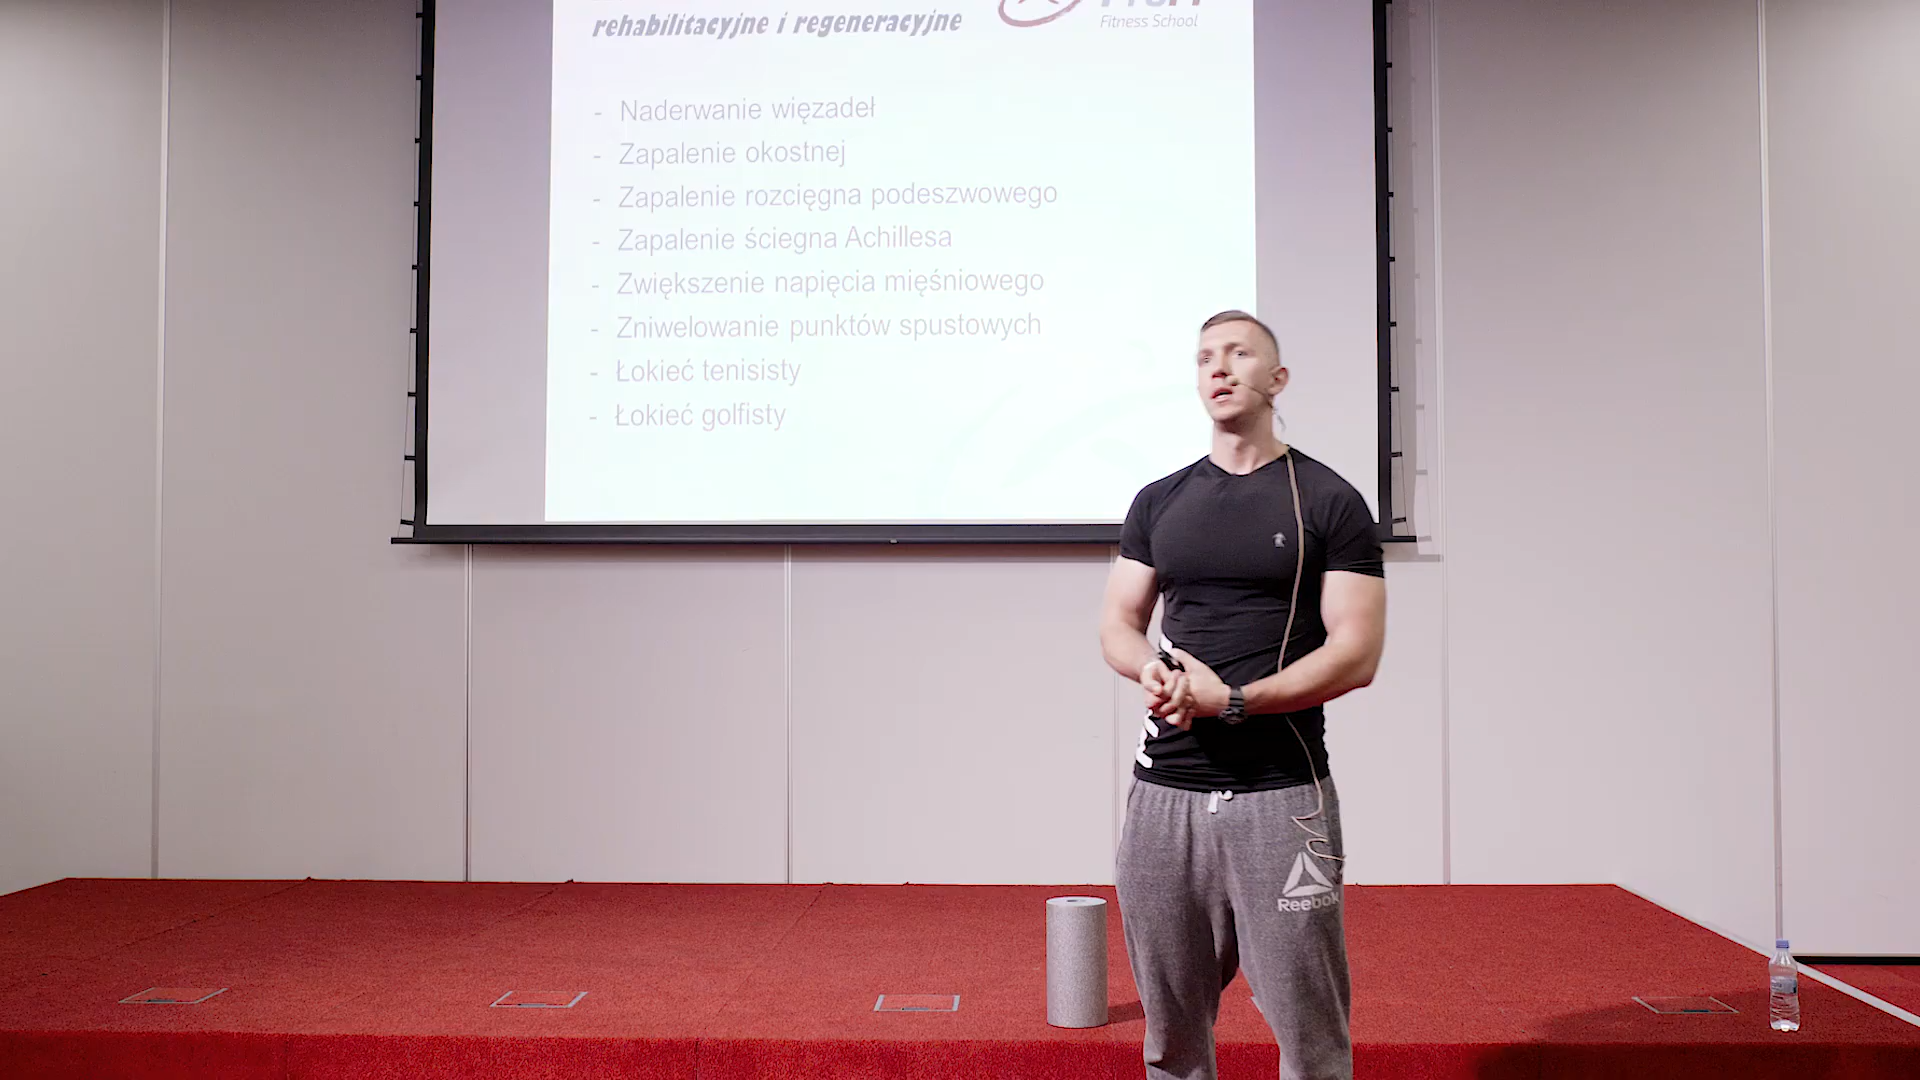 rehabilitacyjne i regeneracyjne
Fitness School
- Naderwanie więzadeł
- Zapalenie okostnej
- Zapalenie rozcięgna podeszwowego
- Zapalenie ściegna Achillesa
- Zwiększenie napięcia mięśniowego
- Zniwelowanie punktów spustowych
- Łokieć tenisisty
- Łokieć golfisty
Reebok